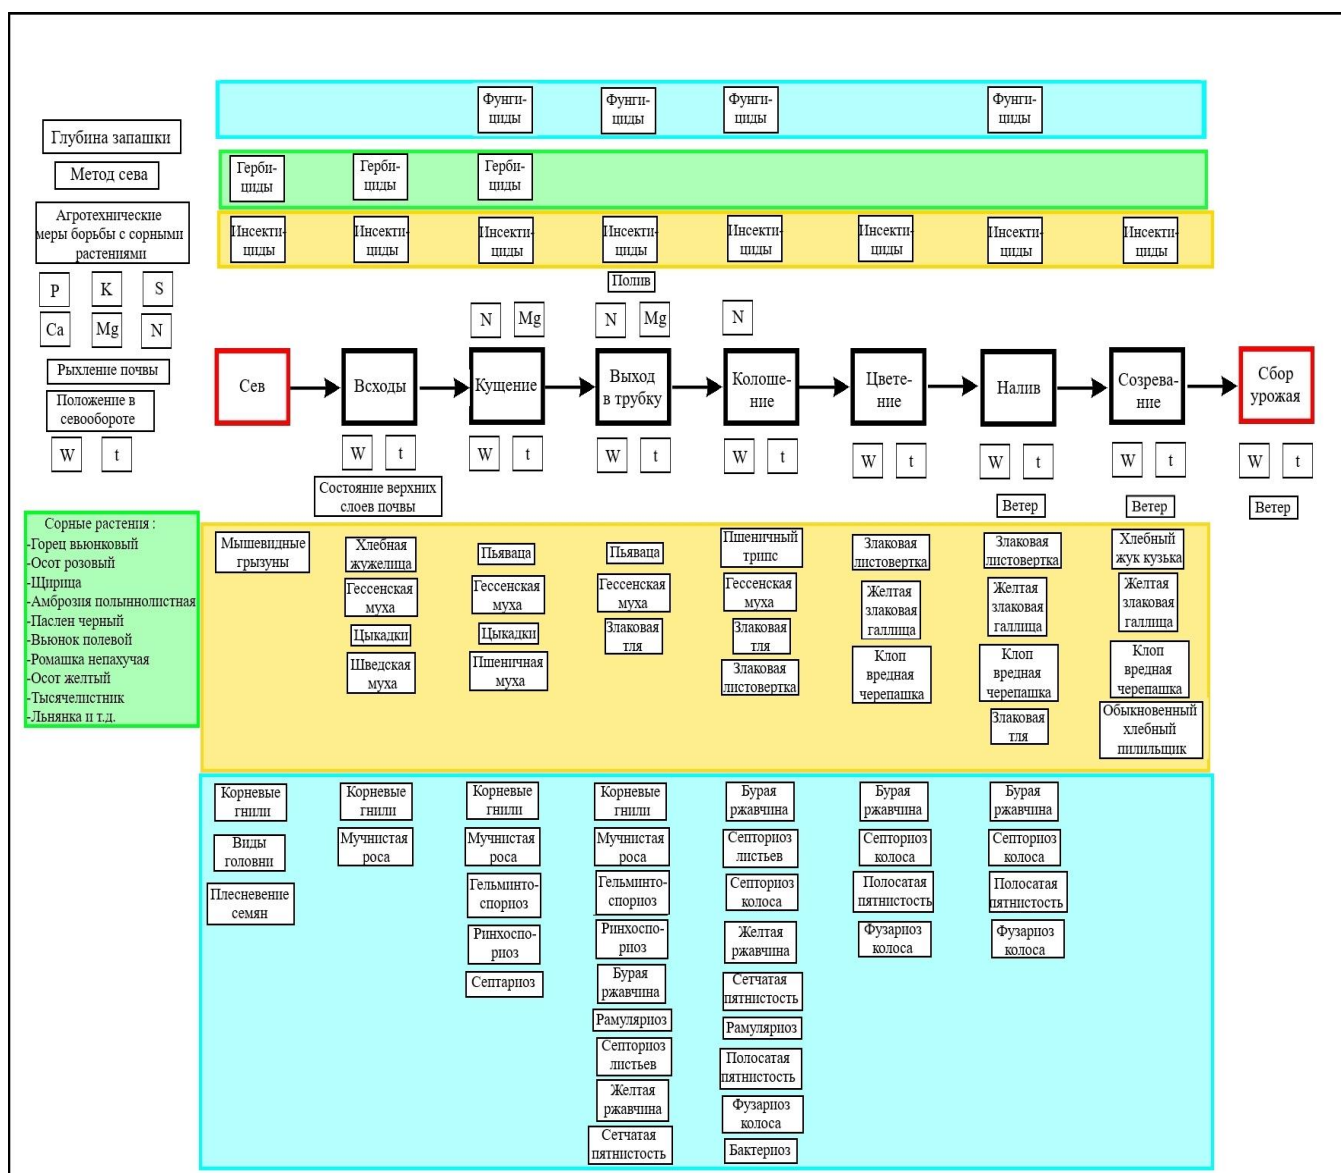 Фунги-
циды
Фунги-
циды
Фунги-
циды
Фунги-
циды
Глубина запашки
Метод сева
Герби-
циды
Герби-
циды
Герби-
циды
Агротехнические
меры борьбы с сорными
растениями
Инсекти-
циды
Инсекти-
циды
Инсекти-
циды
Инсекти-
циды
Инсекти-
циды
Инсекти-
циды
Инсекти-
циды
Инсекти-
циды
Полив
P K S
Ca Mg N
N Mg
N Mg
N
Рыхление почвы
Положение в
севообороте
W t
Сев
Всходы
Кущение
Выход
в трубку
Колоше-
ние
Цвете-
ние
Налив
Созрева-
ние
Сбор
урожая
W t
W t
W t
W t
W t
W t
W t
W t
Состояние верхних
слоев почвы
Ветер
Ветер
Ветер
Сорные растения :
-Горец вьюнковый
-Осот розовый
-Щирица
-Амброзия полыннолистная
-Паслен черный
-Вьюнок полевой
-Ромашка непахучая
-Осот желтый
-Тысячелистник
-Льнянка и т.д.
Мышевидные
грызуны
Хлебная
жужелица
Гессенская
муха
Цыкадки
Шведская
муха
Пьяваца
Гессенская
муха
Цыкадки
Пшеничная
муха
Пьяваца
Гессенская
муха
Злаковая
тля
Пшеничный
трипс
Гессенская
муха
Злаковая
тля
Злаковая
листовертка
Злаковая
листовертка
Желтая
злаковая
галлица
Клоп
вредная
черепашка
Злаковая
листовертка
Желтая
злаковая
галлица
Клоп
вредная
черепашка
Злаковая
тля
Хлебный
жук кузька
Желтая
злаковая
галлица
Клоп
вредная
черепашка
Обыкновенный
хлебный
пилильщик
Корневые
гнили
Виды
головни
Плесневение
семян
Корневые
гнили
Мучнистая
роса
Корневые
гнили
Мучнистая
роса
Гельминто-
спориоз
Ринхоспо-
риоз
Септариоз
Корневые
гнили
Мучнистая
роса
Гельминто-
спориоз
Ринхоспо-
риоз
Бурая
ржавчина
Рамуляриоз
Септориоз
листьев
Желтая
ржавчина
Сетчатая
пятнистость
Бурая
ржавчина
Септориоз
листьев
Септориоз
колоса
Желтая
ржавчина
Сетчатая
пятнистость
Рамуляриоз
Полосатая
пятнистость
Фузариоз
колоса
Бактериоз
Бурая
ржавчина
Септориоз
колоса
Полосатая
пятнистость
Фузариоз
колоса
Бурая
ржавчина
Септориоз
колоса
Полосатая
пятнистость
Фузариоз
колоса